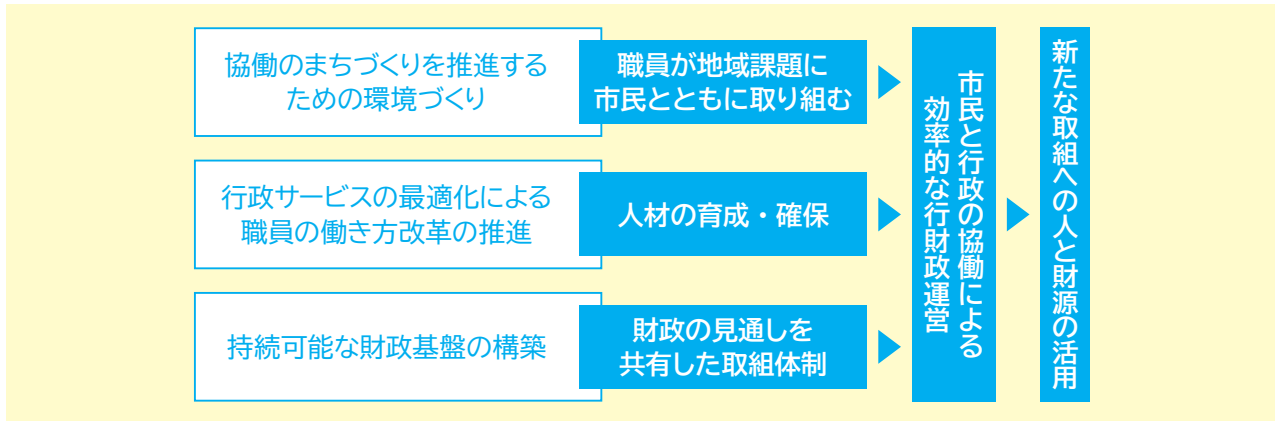 協働のまちづくりを推進する
ための環境づくり
職員が地域課題に
市民とともに取り組む
行政サービスの最適化による
職員の働き方改革の推進
人材の育成・確保
持続可能な財政基盤の構築
財政の見通しを
共有した取組体制
市民と行政の協働による
効率的な行財政運営
新たな取組への人と財源の活用